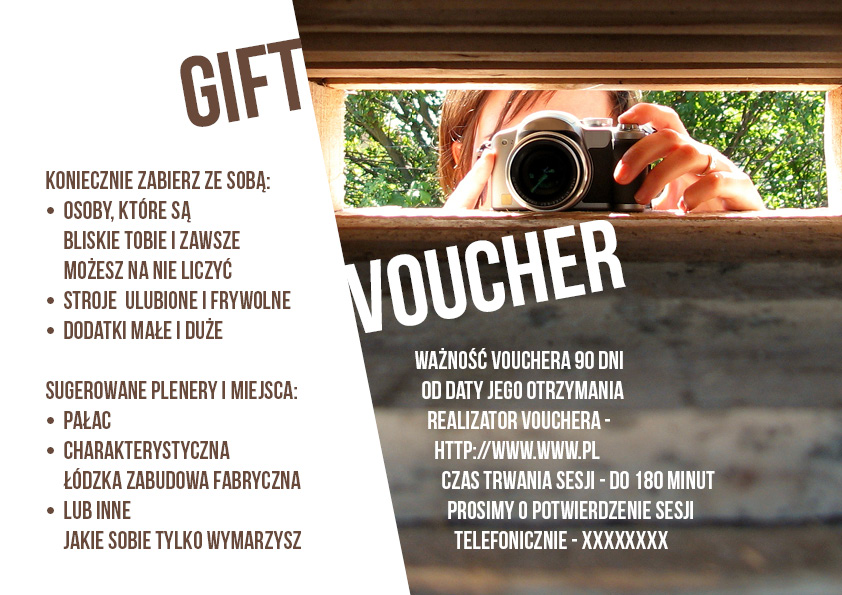 GIFT
VOUCHER
KONIECZNIE ZABIERZ ZE SOBĄ:
• OSOBY, KTÓRE SĄ
BLISKIE TOBIE I ZAWSZE
MOŻESZ NA NIE LICZYĆ
• STROJE ULUBIONE I FRYWOLNE
• DODATKI MAŁE I DUŻE
SUGEROWANE PLENERY I MIEJSCA:
• PAŁAC
• CHARAKTERYSTYCZNA
ŁÓDZKA ZABUDOWA FABRYCZNA
• LUB INNE
JAKIE SOBIE TYLKO WYMARZYSZ
WAŻNOŚĆ VOUCHERA 90 DNI
OD DATY JEGO OTRZYMANIA
REALIZATOR VOUCHERA -
HTTP://WWW.WWW.PL
CZAS TRWANIA SESJI - DO 180 MINUT
PROSIMY O POTWIERDZENIE SESJI
TELEFONICZNIE - XXXXXXXX